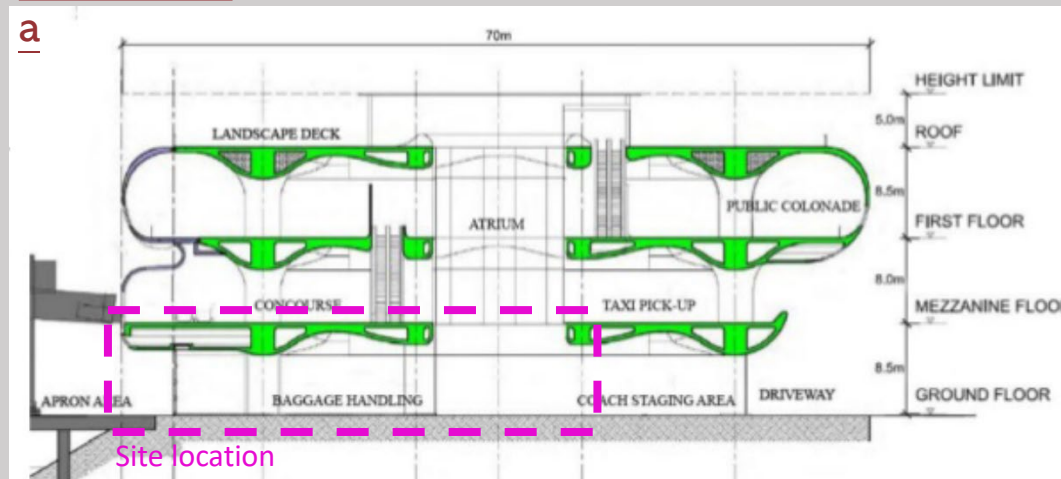 a
70m
HEIGHT LIMIT
5.0m
ROOF
LANDSCAPE DECK
8.5m
PUBLIC COLONADE
ATRIUM
FIRST FLOOR
8.0m
CONCOURSE
TAXI PICK-UP
MEZZANINE FLOO
8.5m
APRON AREA
BAGGAGE HANDLING
COACH STAGING AREA
DRIVEWAY
GROUND FLOOR
Site location